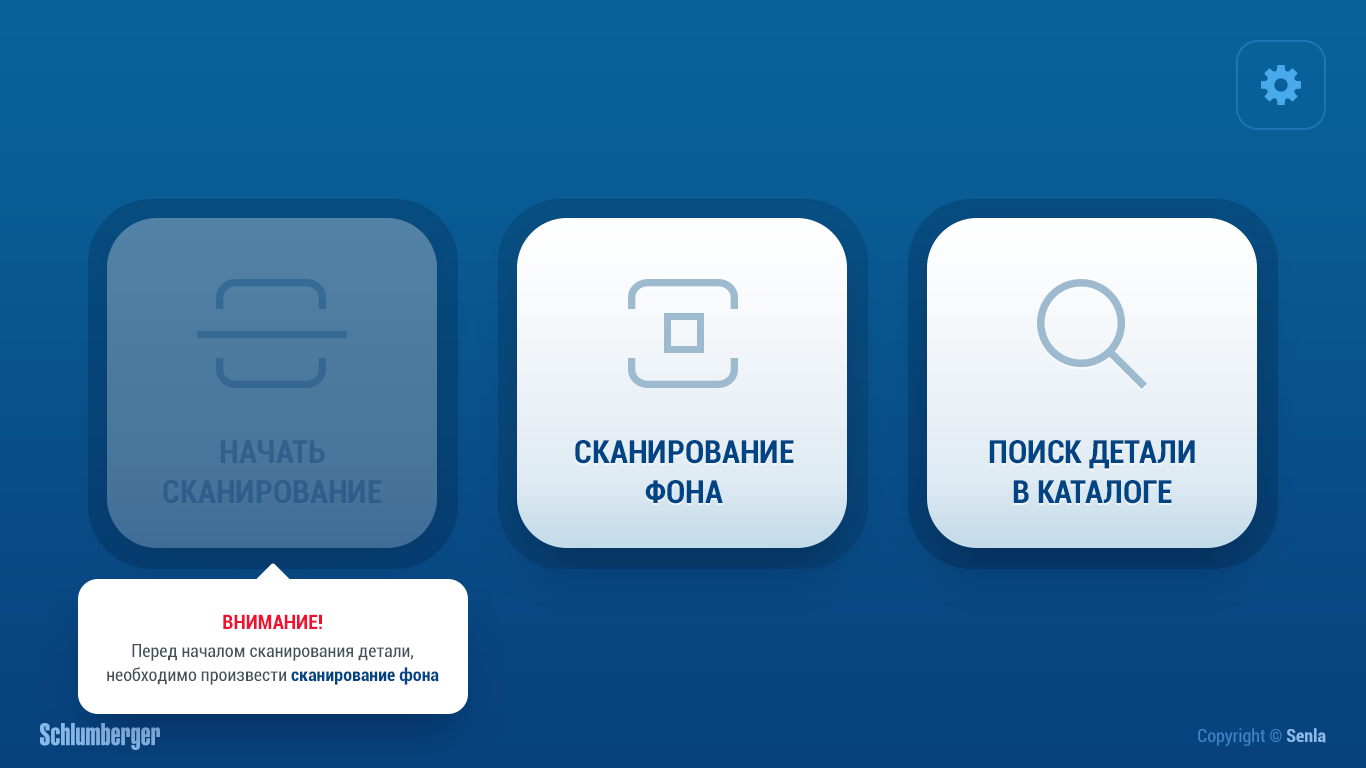 НАЧАТЬ
СКАНИРОВАНИЕ
СКАНИРОВАНИЕ
ФОНА
ПОИСК ДЕТАЛИ
В КАТАЛОГЕ
ВНИМАНИЕ!
Перед началом сканирования детали,
необходимо произвести сканирование фона
Schlumberger
Copyright © Senla